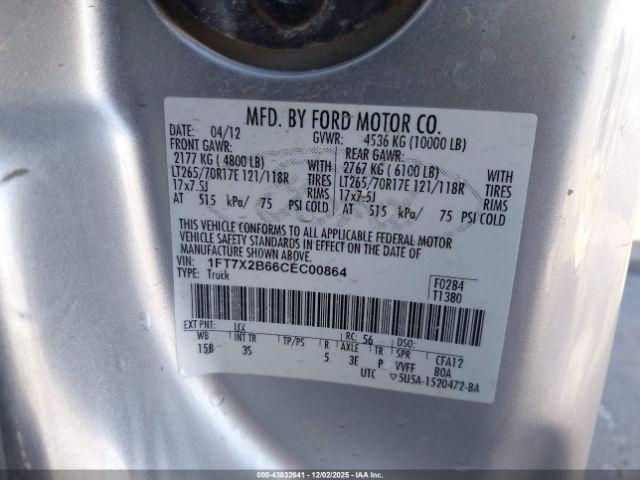 MFD. BY FORD MOTOR CO.
DATE: 04/12 GVWR: 4536 KG (10000 LB)
FRONT GAWR: REAR GAWR:
2177 KG ( 4800 LB) WITH 2767 KG ( 6100 LB) WITH
LT265/70R17E 121/118R TIRES LT265/70R17E 121/118R TIRES
17x7.5J RIMS 17x7.5J RIMS
AT 515 kPa/ 75 PSI COLD AT 515 kPa/ 75 PSI COLD
THIS VEHICLE CONFORMS TO ALL APPLICABLE FEDERAL MOTOR
VEHICLE SAFETY STANDARDS IN EFFECT ON THE DATE OF
MANUFACTURE SHOWN ABOVE.
VIN: 1FT7X2B66CEC00864
TYPE: Truck
F0284
T1380
EXT PNT: UX RC: 56 DSO:
WB INT TR TP/PS R AXLE TR SPR CFA12
15B 3S 5 3E P VVFF BOA
UTC ▽SU5A-1520472-BA
© Stock#: 000-43832641 - 12/02/2025 - IAA, Inc.